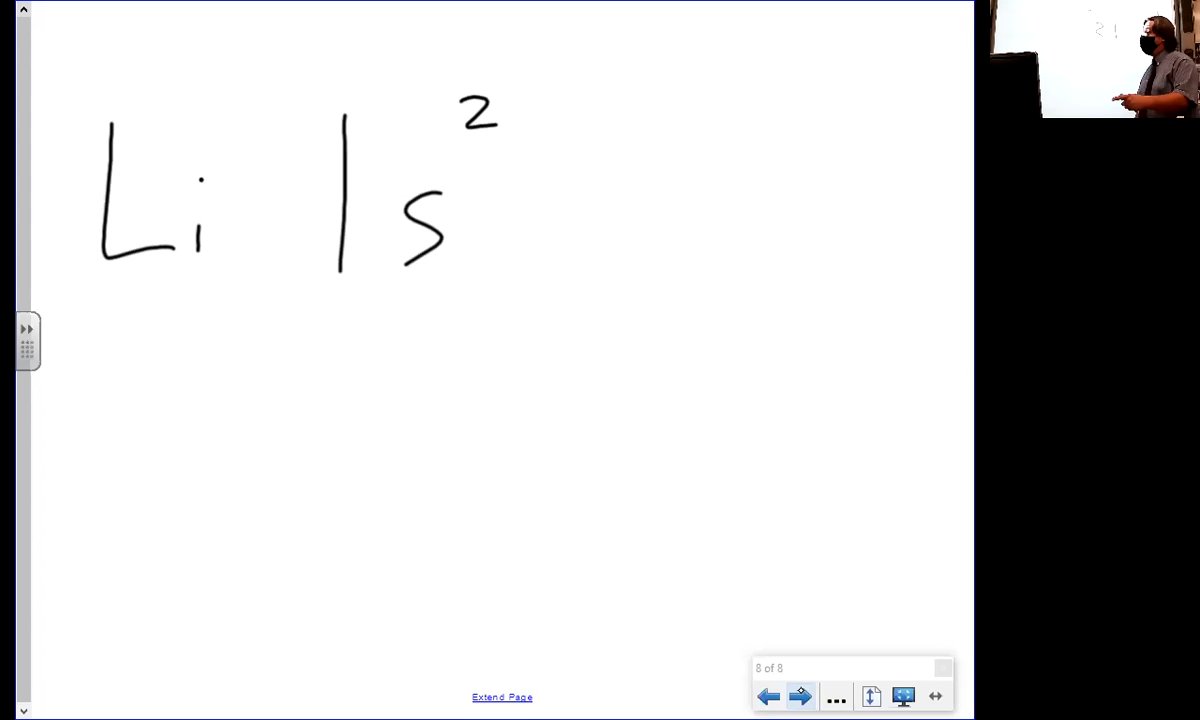 Li 1s²
8 of 8
Extend Page